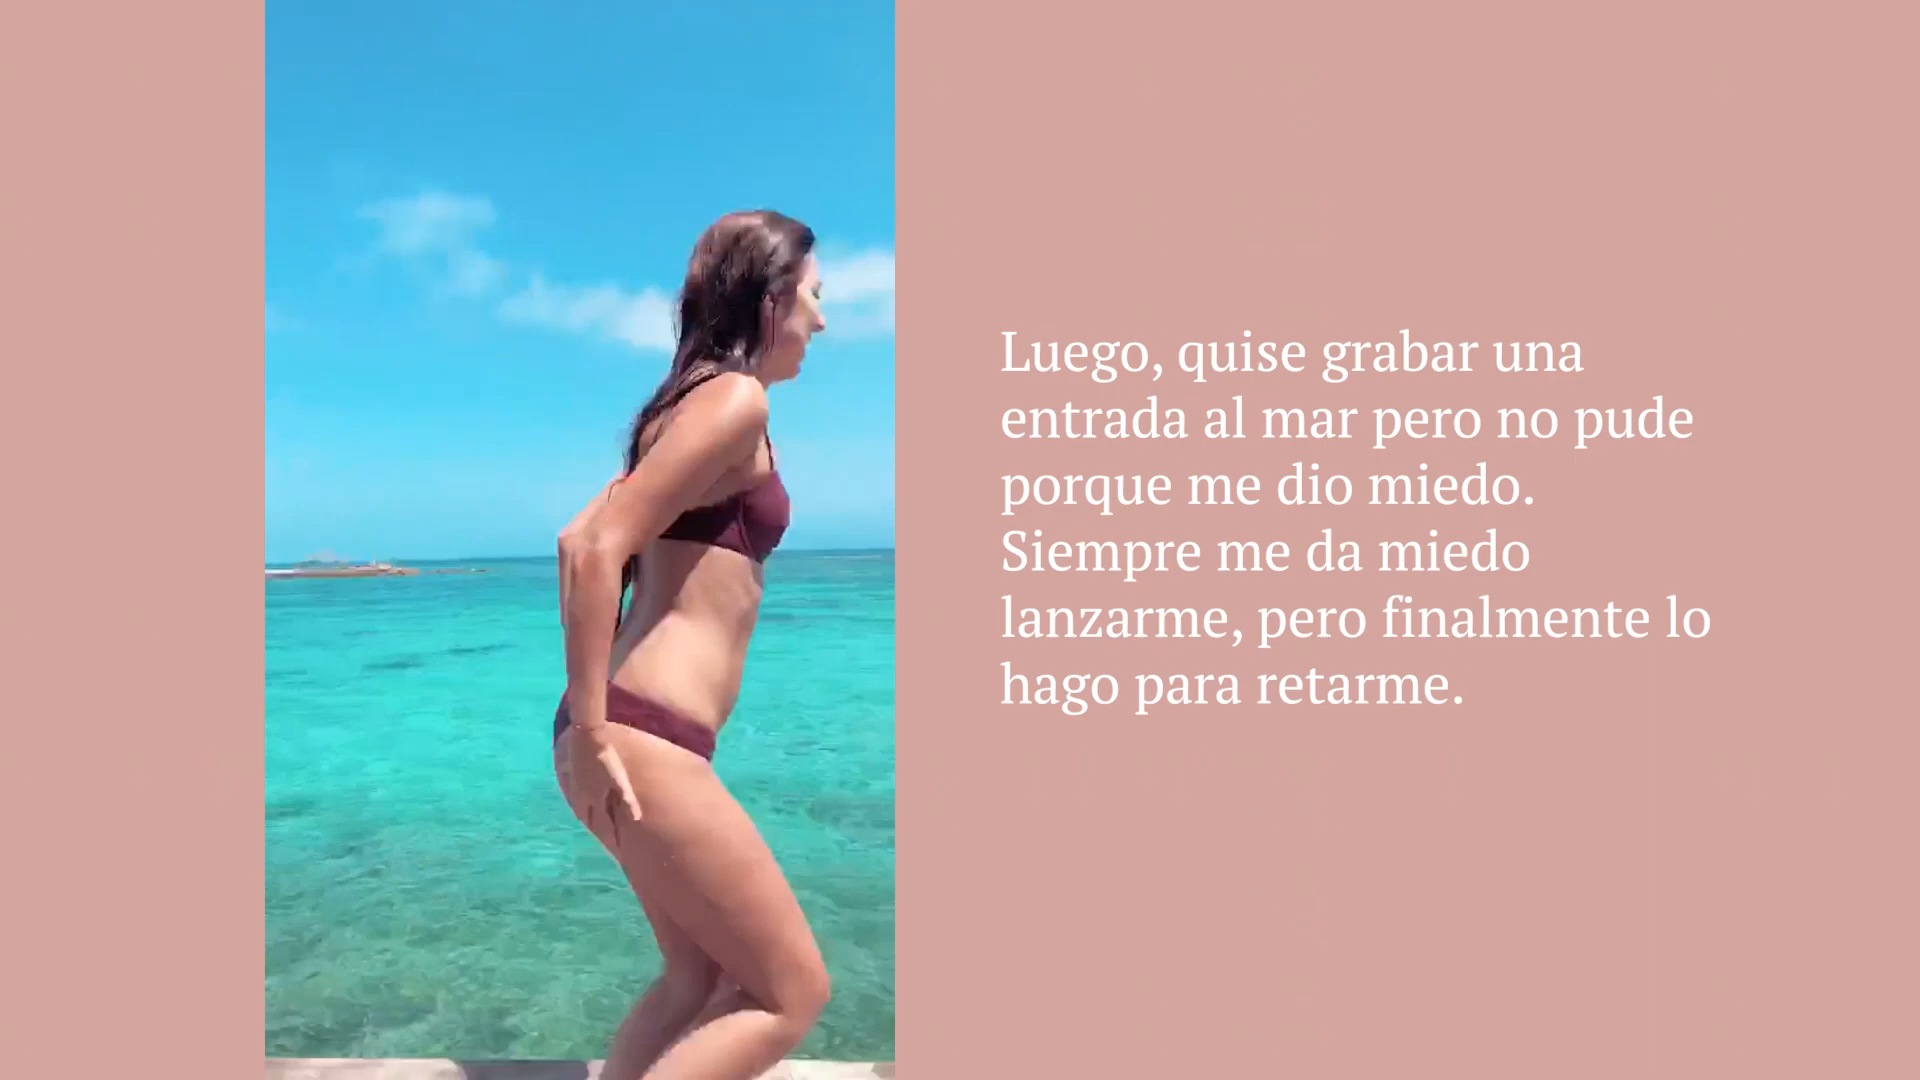 Luego, quise grabar una
entrada al mar pero no pude
porque me dio miedo.
Siempre me da miedo
lanzarme, pero finalmente lo
hago para retarme.